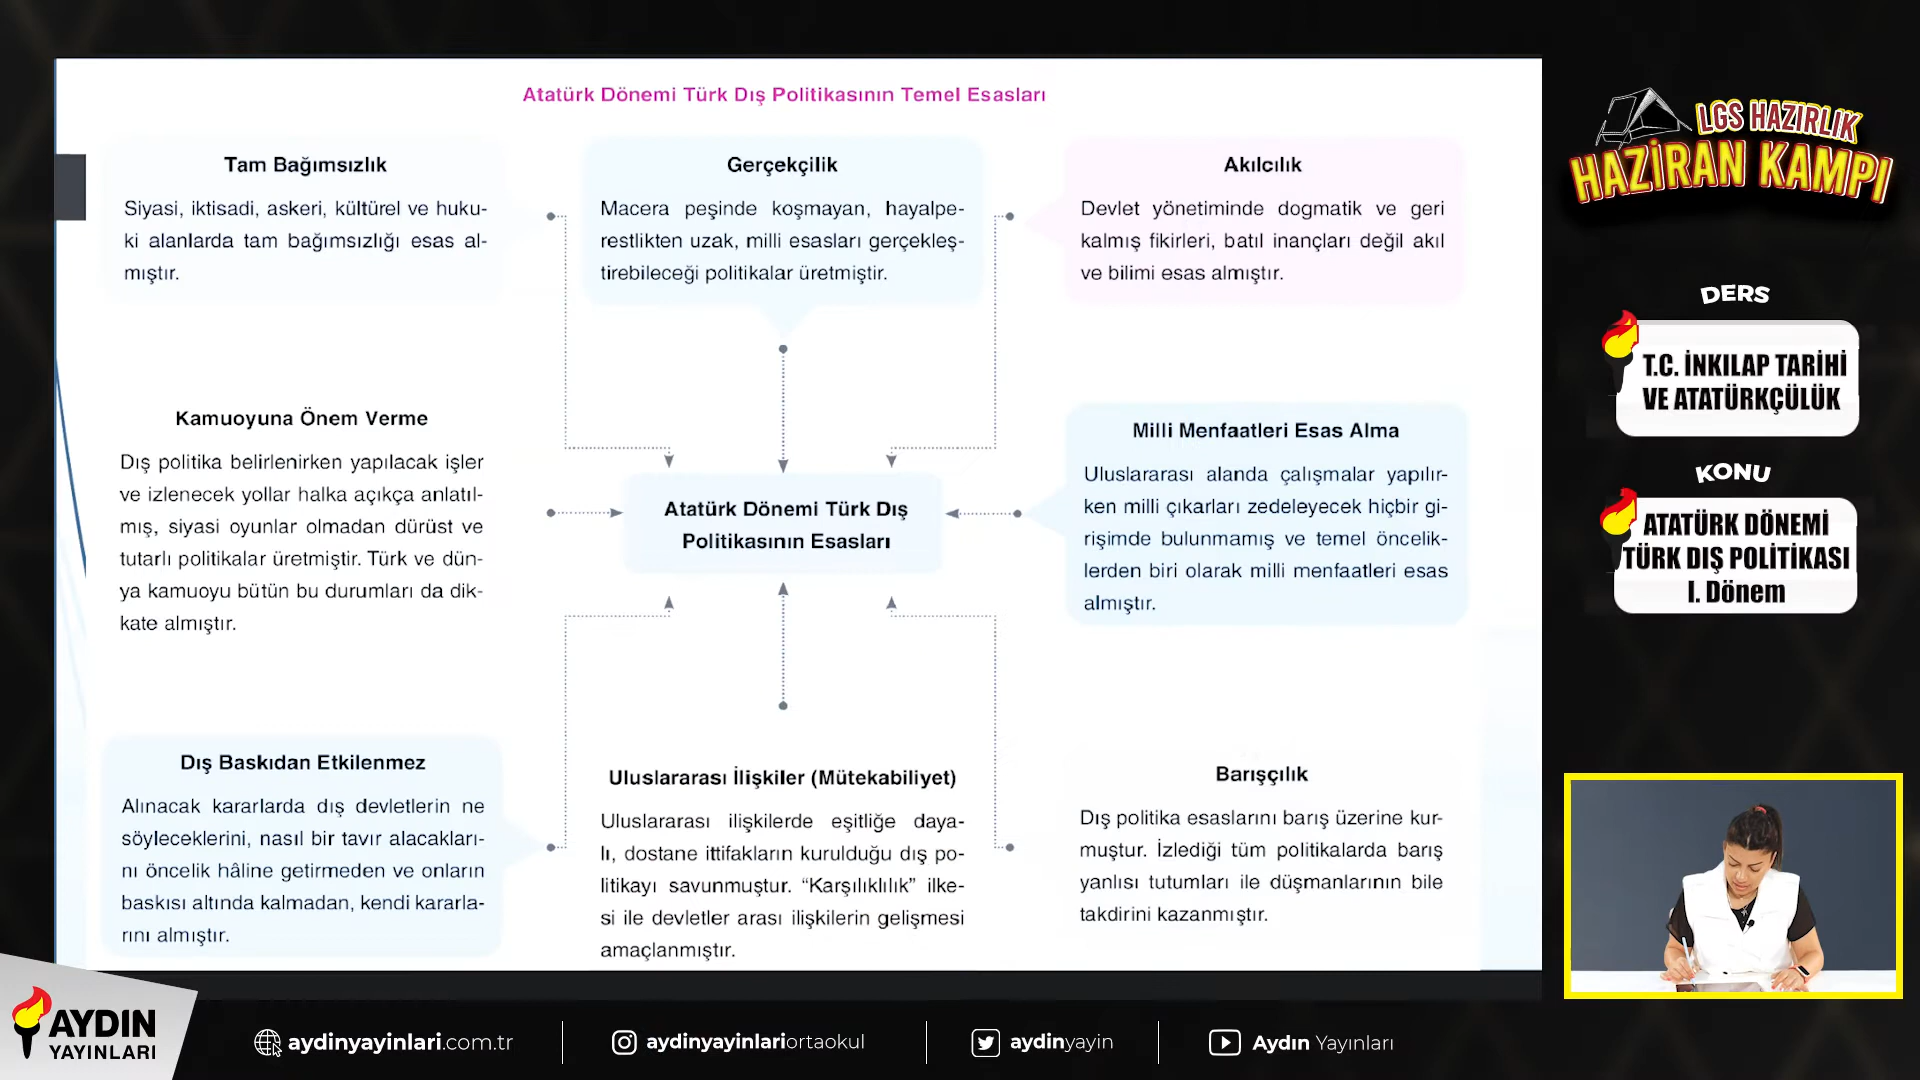 Atatürk Dönemi Türk Dış Politikasının Temel Esasları
Tam Bağımsızlık
Siyasi, iktisadi, askeri, kültürel ve huku-
ki alanlarda tam bağımsızlığı esas al-
mıştır.
Gerçekçilik
Macera peşinde koşmayan, hayalpe-
restlikten uzak, milli esasları gerçekleş-
tirebileceği politikalar üretmiştir.
Akılcılık
Devlet yönetiminde dogmatik ve geri
kalmış fikirleri, batıl inançları değil akıl
ve bilimi esas almıştır.
Kamuoyuna Önem Verme
Dış politika belirlenirken yapılacak işler
ve izlenecek yollar halka açıkça anlatıl-
mış, siyasi oyunlar olmadan dürüst ve
tutarlı politikalar üretmiştir. Türk ve dün-
ya kamuoyu bütün bu durumları da dik-
kate almıştır.
Atatürk Dönemi Türk Dış
Politikasının Esasları
Milli Menfaatleri Esas Alma
Uluslararası alanda çalışmalar yapılır-
ken milli çıkarları zedeleyecek hiçbir gi-
rişimde bulunmamış ve temel öncelik-
lerden biri olarak milli menfaatleri esas
almıştır.
Dış Baskıdan Etkilenmez
Alınacak kararlarda dış devletlerin ne
söyleceklerini, nasıl bir tavır alacakları-
nı öncelik hâline getirmeden ve onların
baskısı altında kalmadan, kendi kararla-
rını almıştır.
Uluslararası İlişkiler (Mütekabiliyet)
Uluslararası ilişkilerde eşitliğe daya-
lı, dostane ittifakların kurulduğu dış po-
litikayı savunmuştur. “Karşılıklılık” ilke-
si ile devletler arası ilişkilerin gelişmesi
amaçlanmıştır.
Barışçılık
Dış politika esaslarını barış üzerine kur-
muştur. İzlediği tüm politikalarda barış
yanlısı tutumları ile düşmanlarının bile
takdirini kazanmıştır.
LGS HAZIRLIK
HAZİRAN KAMPI
DERS
T.C. İNKILAP TARİHİ
VE ATATÜRKÇÜLÜK
KONU
ATATÜRK DÖNEMİ
TÜRK DIŞ POLİTİKASI
I. Dönem
AYDIN
YAYINLARI
aydinyayinlari.com.tr
aydinyayinlariortaokul
aydinyayin
Aydın Yayınları